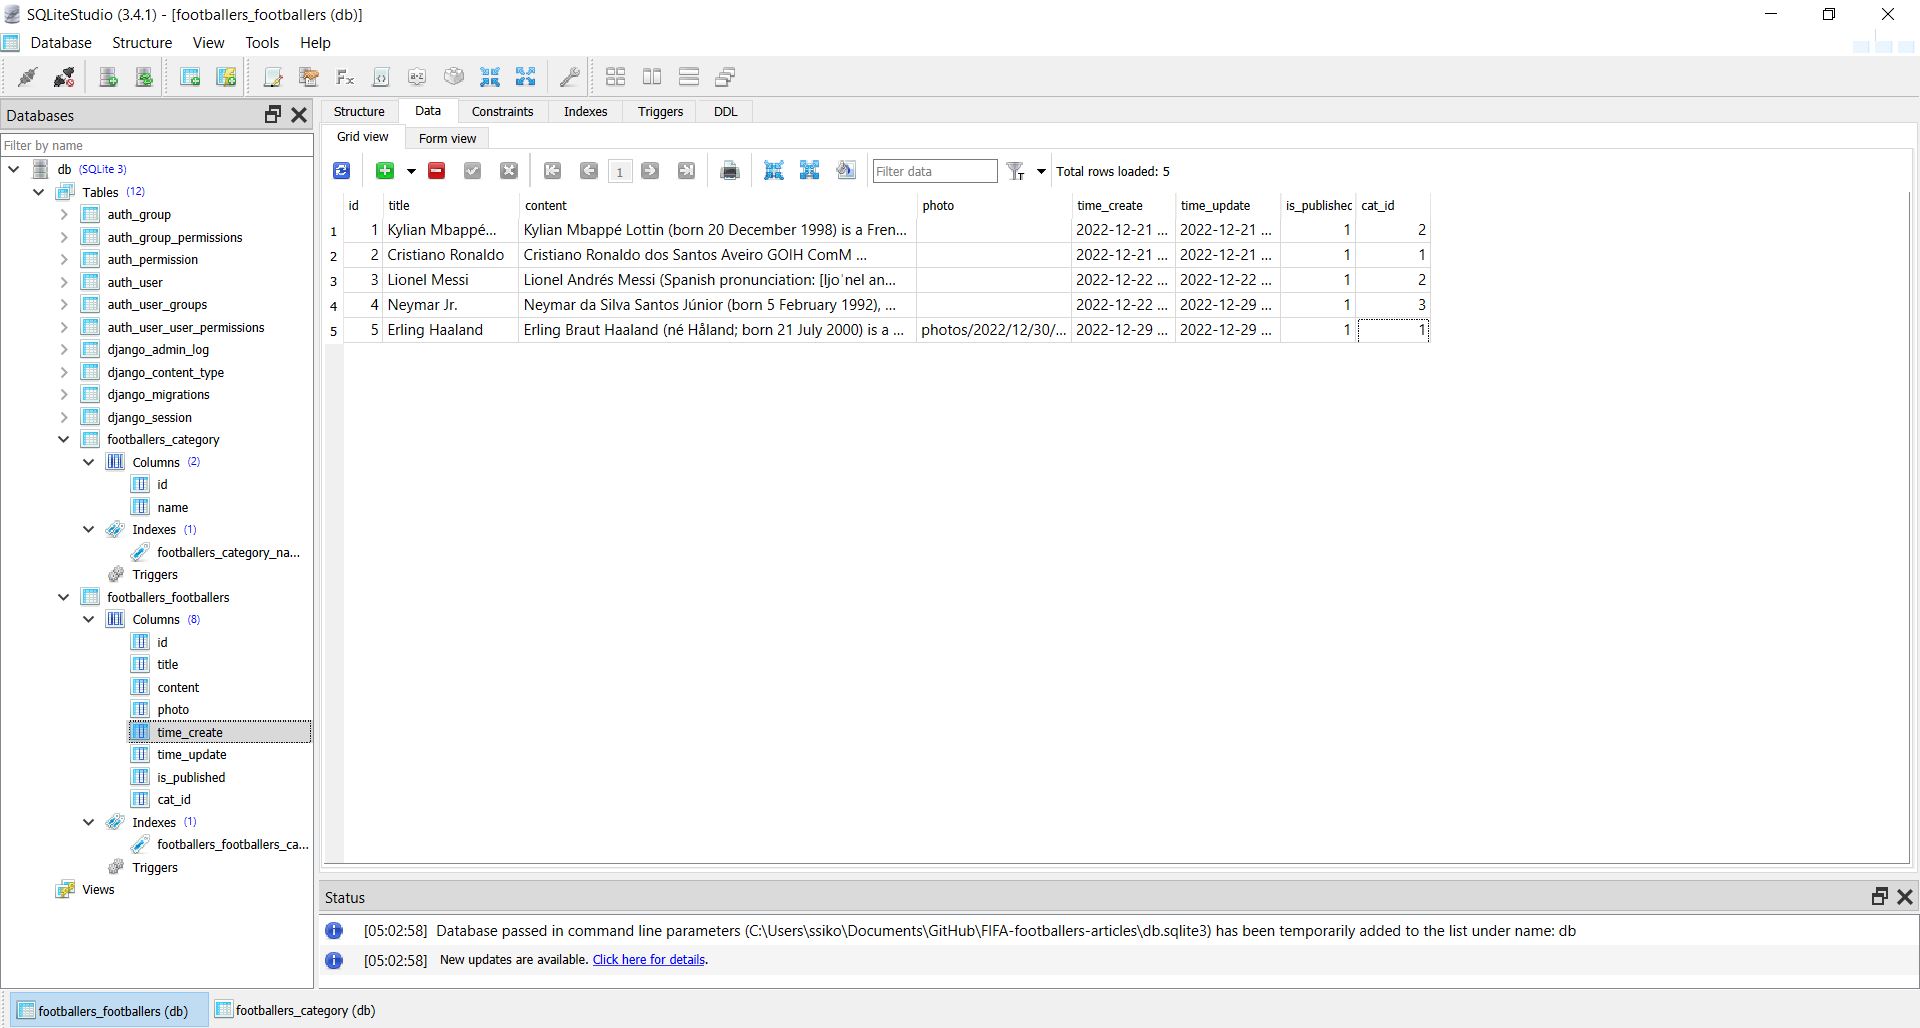 SQLiteStudio (3.4.1) - [footballers_footballers (db)]
Database Structure View Tools Help
Databases
Filter by name
db (SQLite 3)
Tables (12)
auth_group
auth_group_permissions
auth_permission
auth_user
auth_user_groups
auth_user_user_permissions
django_admin_log
django_content_type
django_migrations
django_session
footballers_category
Columns (2)
id
name
Indexes (1)
footballers_category_na...
Triggers
footballers_footballers
Columns (8)
id
title
content
photo
time_create
time_update
is_published
cat_id
Indexes (1)
footballers_footballers_ca...
Triggers
Views
Structure Data Constraints Indexes Triggers DDL
Grid view Form view
1 Filter data Total rows loaded: 5
id title content photo time_create time_update is_published cat_id
1 1 Kylian Mbappé... Kylian Mbappé Lottin (born 20 December 1998) is a Fren... 2022-12-21 ... 2022-12-21 ... 1 2
2 2 Cristiano Ronaldo Cristiano Ronaldo dos Santos Aveiro GOIH ComM ... 2022-12-21 ... 2022-12-21 ... 1 1
3 3 Lionel Messi Lionel Andrés Messi (Spanish pronunciation: [ljoˈnel an... 2022-12-22 ... 2022-12-22 ... 1 2
4 4 Neymar Jr. Neymar da Silva Santos Júnior (born 5 February 1992), ... 2022-12-22 ... 2022-12-29 ... 1 3
5 5 Erling Haaland Erling Braut Haaland (né Håland; born 21 July 2000) is a ... photos/2022/12/30/... 2022-12-29 ... 2022-12-29 ... 1 1
Status
[05:02:58] Database passed in command line parameters (C:\Users\ssiko\Documents\GitHub\FIFA-footballers-articles\db.sqlite3) has been temporarily added to the list under name: db
[05:02:58] New updates are available. Click here for details.
footballers_footballers (db) footballers_category (db)